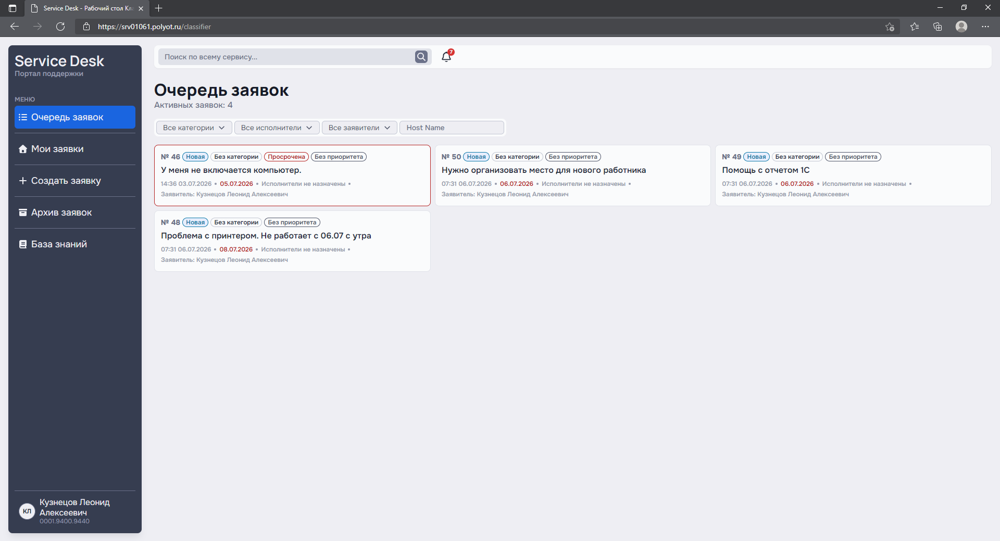 Service Desk - Рабочий стол Кла
https://srv01061.polyot.ru/classifier
Service Desk
Портал поддержки
МЕНЮ
Очередь заявок
Мои заявки
Создать заявку
Архив заявок
База знаний
КЛ
Кузнецов Леонид
Алексеевич
0001.9400.9440
Поиск по всему сервису...
7
Очередь заявок
Активных заявок: 4
Все категории
Все исполнители
Все заявители
Host Name
№ 46 Новая Без категории Просрочена Без приоритета
У меня не включается компьютер.
14:36 03.07.2026 • 05.07.2026 • Исполнители не назначены •
Заявитель: Кузнецов Леонид Алексеевич
№ 50 Новая Без категории Без приоритета
Нужно организовать место для нового работника
07:31 06.07.2026 • 06.07.2026 • Исполнители не назначены •
Заявитель: Кузнецов Леонид Алексеевич
№ 49 Новая Без категории Без приоритета
Помощь с отчетом 1С
07:31 06.07.2026 • 06.07.2026 • Исполнители не назначены •
Заявитель: Кузнецов Леонид Алексеевич
№ 48 Новая Без категории Без приоритета
Проблема с принтером. Не работает с 06.07 с утра
07:31 06.07.2026 • 08.07.2026 • Исполнители не назначены •
Заявитель: Кузнецов Леонид Алексеевич